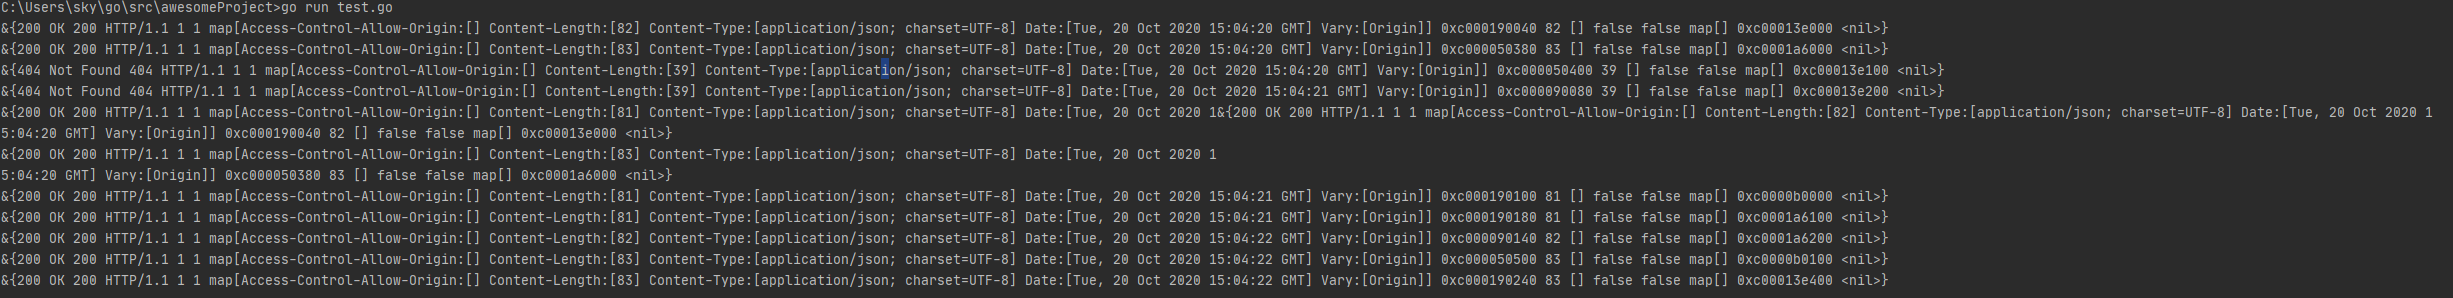 C:\Users\sky\go\src\awesomeProject>go run test.go
&{200 OK 200 HTTP/1.1 1 1 map[Access-Control-Allow-Origin:[] Content-Length:[82] Content-Type:[application/json; charset=UTF-8] Date:[Tue, 20 Oct 2020 15:04:20 GMT] Vary:[Origin]] 0xc000190040 82 [] false false map[] 0xc00013e000 <nil>}
&{200 OK 200 HTTP/1.1 1 1 map[Access-Control-Allow-Origin:[] Content-Length:[83] Content-Type:[application/json; charset=UTF-8] Date:[Tue, 20 Oct 2020 15:04:20 GMT] Vary:[Origin]] 0xc000050380 83 [] false false map[] 0xc0001a6000 <nil>}
&{404 Not Found 404 HTTP/1.1 1 1 map[Access-Control-Allow-Origin:[] Content-Length:[39] Content-Type:[application/json; charset=UTF-8] Date:[Tue, 20 Oct 2020 15:04:20 GMT] Vary:[Origin]] 0xc000050400 39 [] false false map[] 0xc00013e100 <nil>}
&{404 Not Found 404 HTTP/1.1 1 1 map[Access-Control-Allow-Origin:[] Content-Length:[39] Content-Type:[application/json; charset=UTF-8] Date:[Tue, 20 Oct 2020 15:04:21 GMT] Vary:[Origin]] 0xc000090080 39 [] false false map[] 0xc00013e200 <nil>}
&{200 OK 200 HTTP/1.1 1 1 map[Access-Control-Allow-Origin:[] Content-Length:[81] Content-Type:[application/json; charset=UTF-8] Date:[Tue, 20 Oct 2020 1&{200 OK 200 HTTP/1.1 1 1 map[Access-Control-Allow-Origin:[] Content-Length:[82] Content-Type:[application/json; charset=UTF-8] Date:[Tue, 20 Oct 2020 1
5:04:20 GMT] Vary:[Origin]] 0xc000190040 82 [] false false map[] 0xc00013e000 <nil>}
&{200 OK 200 HTTP/1.1 1 1 map[Access-Control-Allow-Origin:[] Content-Length:[83] Content-Type:[application/json; charset=UTF-8] Date:[Tue, 20 Oct 2020 1
5:04:20 GMT] Vary:[Origin]] 0xc000050380 83 [] false false map[] 0xc0001a6000 <nil>}
&{200 OK 200 HTTP/1.1 1 1 map[Access-Control-Allow-Origin:[] Content-Length:[81] Content-Type:[application/json; charset=UTF-8] Date:[Tue, 20 Oct 2020 15:04:21 GMT] Vary:[Origin]] 0xc000190100 81 [] false false map[] 0xc0000b0000 <nil>}
&{200 OK 200 HTTP/1.1 1 1 map[Access-Control-Allow-Origin:[] Content-Length:[81] Content-Type:[application/json; charset=UTF-8] Date:[Tue, 20 Oct 2020 15:04:21 GMT] Vary:[Origin]] 0xc000190180 81 [] false false map[] 0xc0001a6100 <nil>}
&{200 OK 200 HTTP/1.1 1 1 map[Access-Control-Allow-Origin:[] Content-Length:[82] Content-Type:[application/json; charset=UTF-8] Date:[Tue, 20 Oct 2020 15:04:22 GMT] Vary:[Origin]] 0xc000090140 82 [] false false map[] 0xc0001a6200 <nil>}
&{200 OK 200 HTTP/1.1 1 1 map[Access-Control-Allow-Origin:[] Content-Length:[83] Content-Type:[application/json; charset=UTF-8] Date:[Tue, 20 Oct 2020 15:04:22 GMT] Vary:[Origin]] 0xc000050500 83 [] false false map[] 0xc0000b0100 <nil>}
&{200 OK 200 HTTP/1.1 1 1 map[Access-Control-Allow-Origin:[] Content-Length:[83] Content-Type:[application/json; charset=UTF-8] Date:[Tue, 20 Oct 2020 15:04:22 GMT] Vary:[Origin]] 0xc000190240 83 [] false false map[] 0xc00013e400 <nil>}